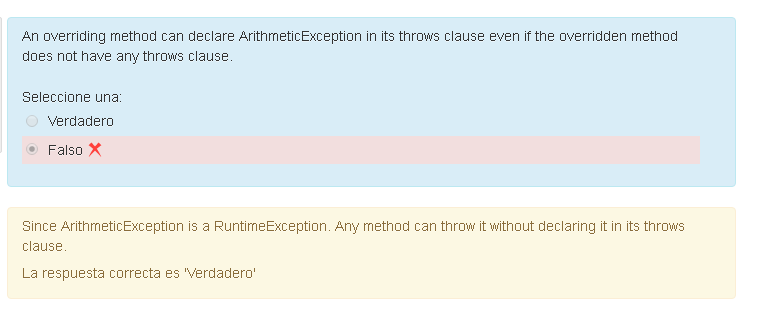 An overriding method can declare ArithmeticException in its throws clause even if the overridden method
does not have any throws clause.
Seleccione una:
Verdadero
Falso
Since ArithmeticException is a RuntimeException. Any method can throw it without declaring it in its throws
clause.
La respuesta correcta es 'Verdadero'